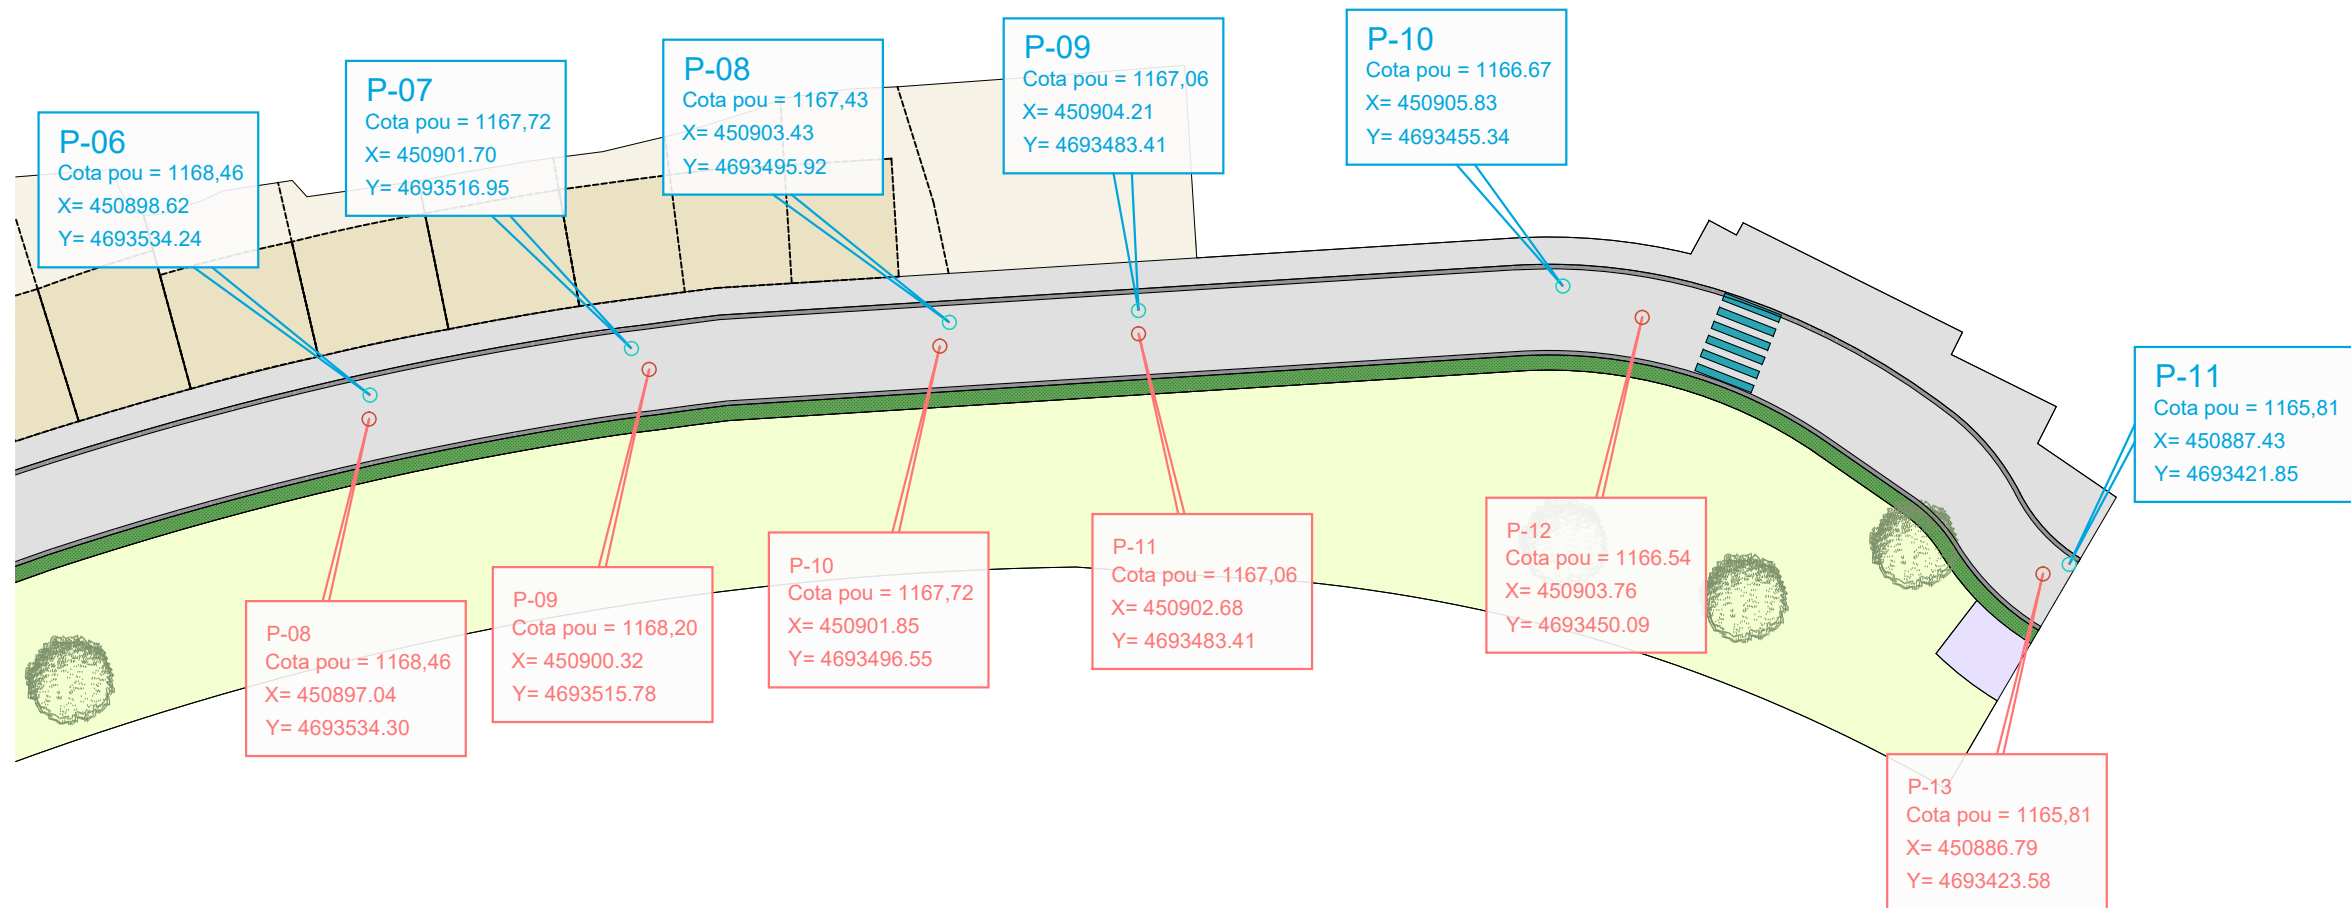 P-06
Cota pou = 1168,46
X= 450898.62
Y= 4693534.24
P-07
Cota pou = 1167,72
X= 450901.70
Y= 4693516.95
P-08
Cota pou = 1167,43
X= 450903.43
Y= 4693495.92
P-09
Cota pou = 1167,06
X= 450904.21
Y= 4693483.41
P-10
Cota pou = 1166.67
X= 450905.83
Y= 4693455.34
P-11
Cota pou = 1165,81
X= 450887.43
Y= 4693421.85
P-08
Cota pou = 1168,46
X= 450897.04
Y= 4693534.30
P-09
Cota pou = 1168,20
X= 450900.32
Y= 4693515.78
P-10
Cota pou = 1167,72
X= 450901.85
Y= 4693496.55
P-11
Cota pou = 1167,06
X= 450902.68
Y= 4693483.41
P-12
Cota pou = 1166.54
X= 450903.76
Y= 4693450.09
P-13
Cota pou = 1165,81
X= 450886.79
Y= 4693423.58